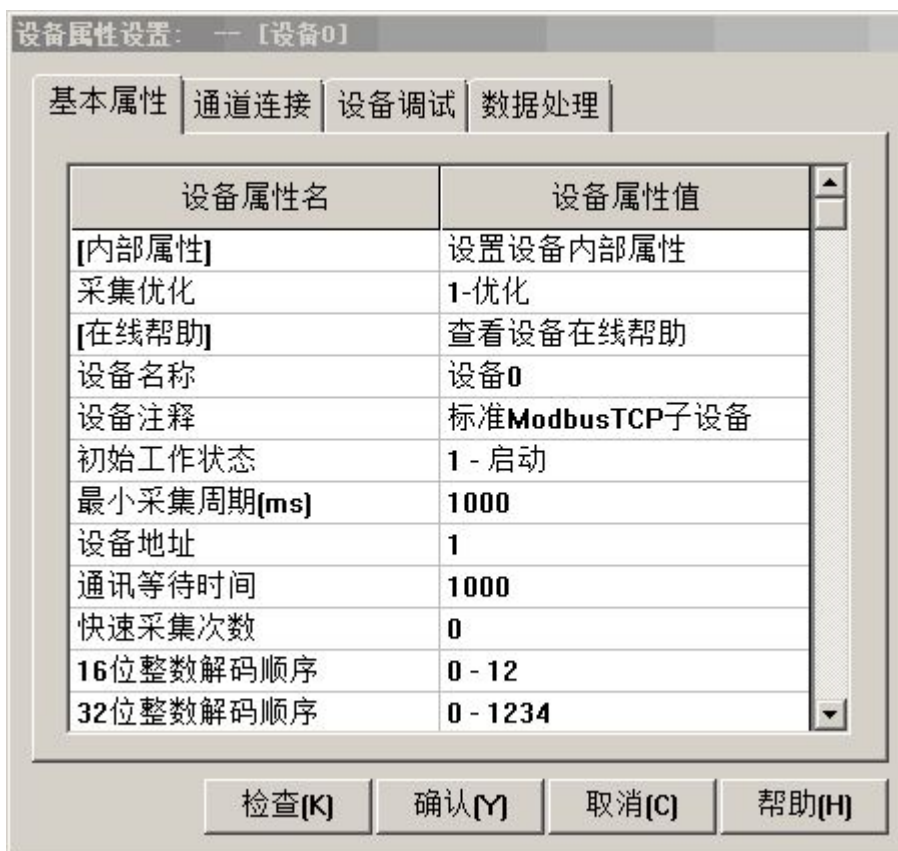 设备属性设置: -- [设备0]
基本属性 通道连接 设备调试 数据处理
设备属性名 设备属性值
[内部属性] 设置设备内部属性
采集优化 1-优化
[在线帮助] 查看设备在线帮助
设备名称 设备0
设备注释 标准ModbusTCP子设备
初始工作状态 1 - 启动
最小采集周期(ms) 1000
设备地址 1
通讯等待时间 1000
快速采集次数 0
16位整数解码顺序 0 - 12
32位整数解码顺序 0 - 1234
检查(K) 确认(Y) 取消(C) 帮助(H)